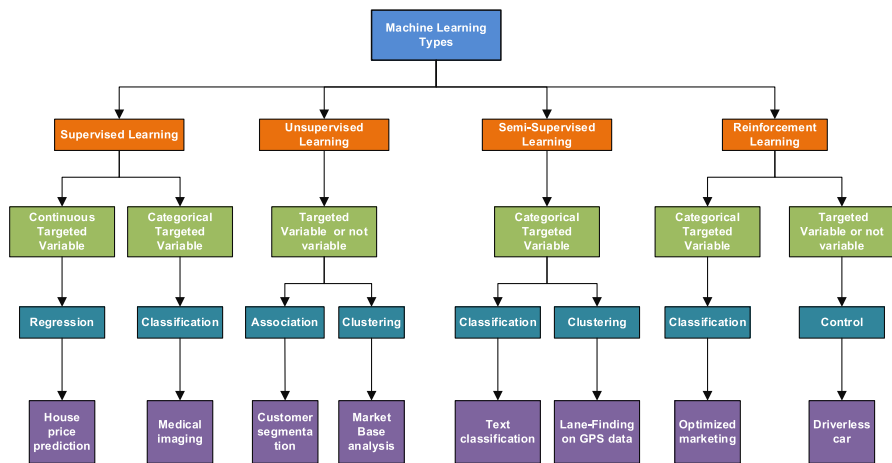 Machine Learning
Types
Supervised Learning
Unsupervised
Learning
Semi-Supervised
Learning
Reinforcement
Learning
Continuous
Targeted
Variable
Categorical
Targeted
Variable
Targeted
Variable or not
variable
Categorical
Targeted
Variable
Categorical
Targeted
Variable
Targeted
Variable or not
variable
Regression
Classification
Association
Clustering
Classification
Clustering
Classification
Control
House
price
prediction
Medical
imaging
Customer
segmenta
tion
Market
Base
analysis
Text
classification
Lane-Finding
on GPS data
Optimized
marketing
Driverless
car